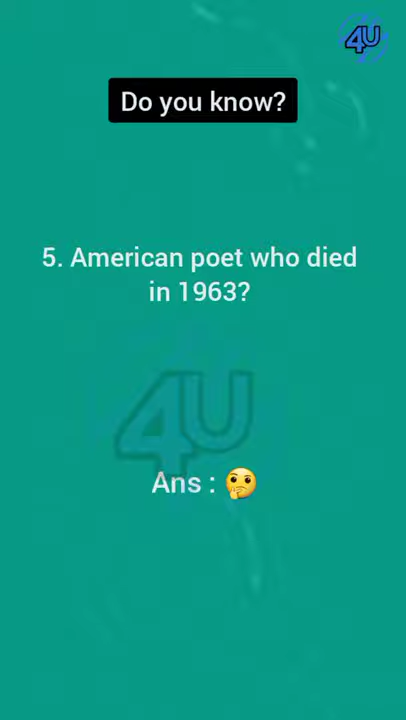 4U
Do you know?
5. American poet who died
in 1963?
4U
Ans : 🤔